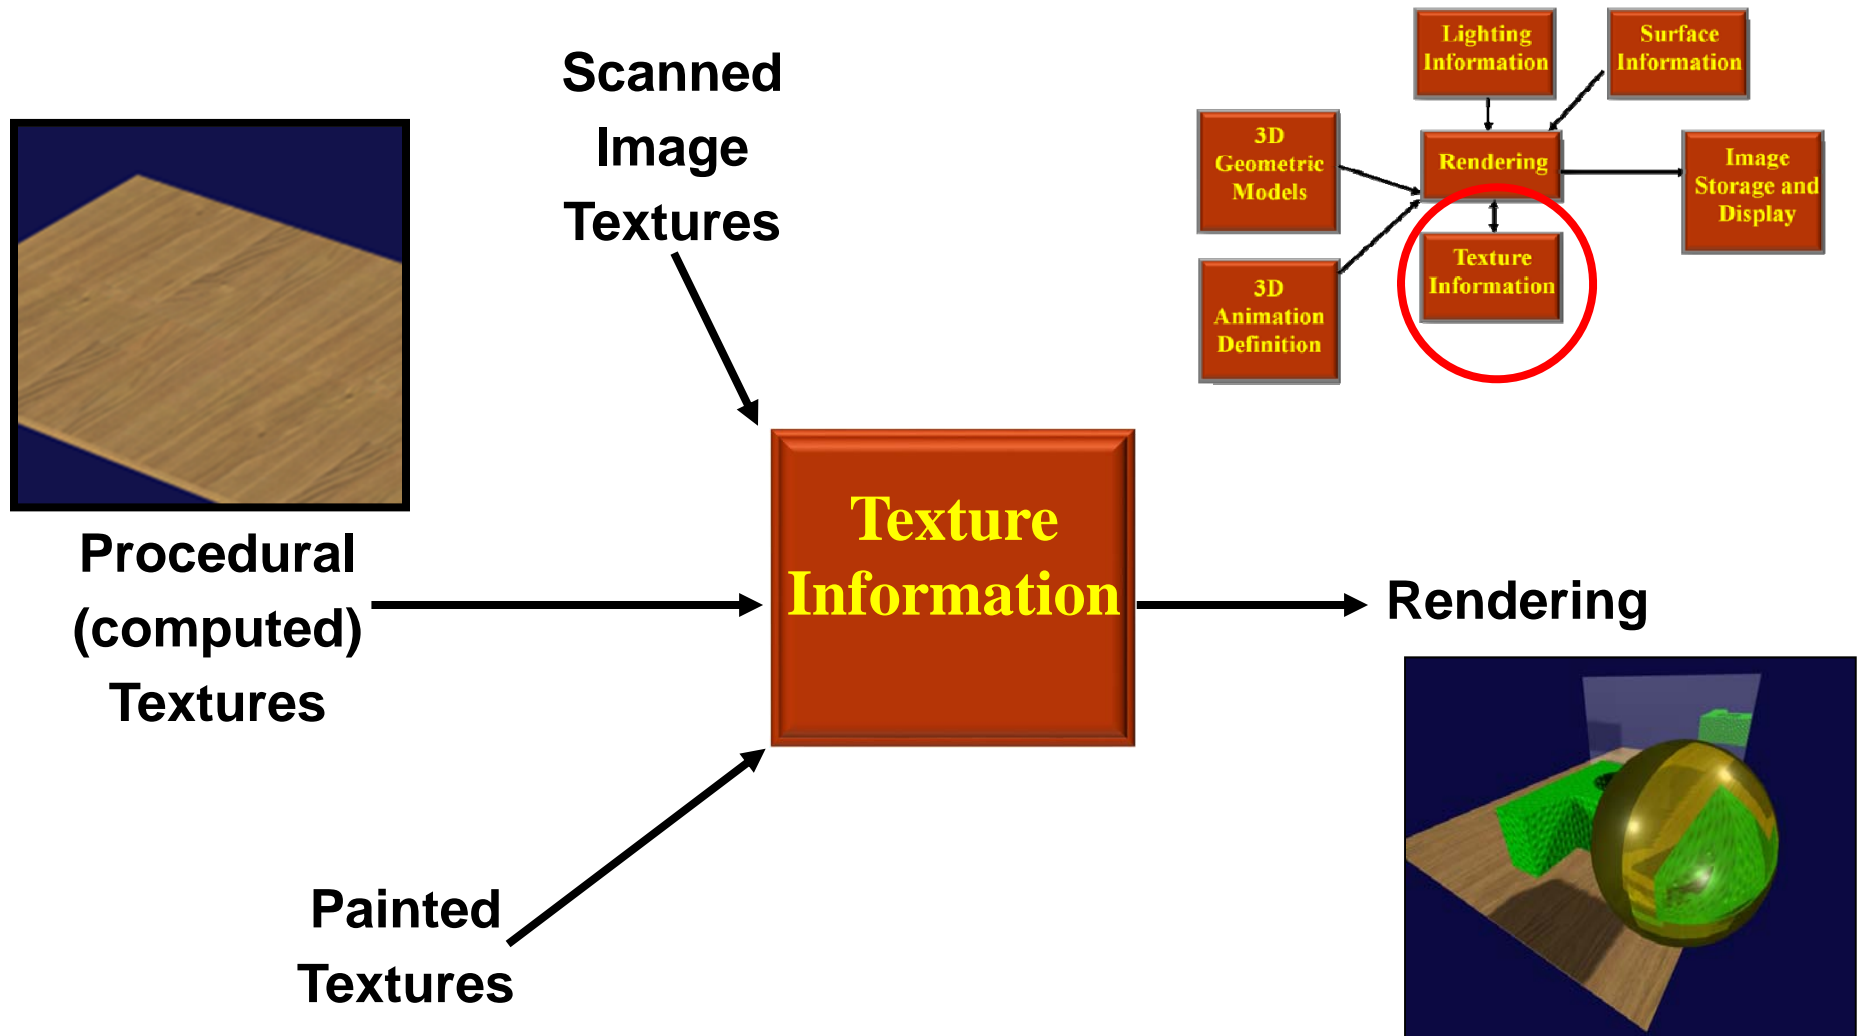 Scanned
Image
Textures
Procedural
(computed)
Textures
Painted
Textures
Texture
Information
Rendering
Lighting
Information
Surface
Information
3D
Geometric
Models
Rendering
Image
Storage and
Display
Texture
Information
3D
Animation
Definition